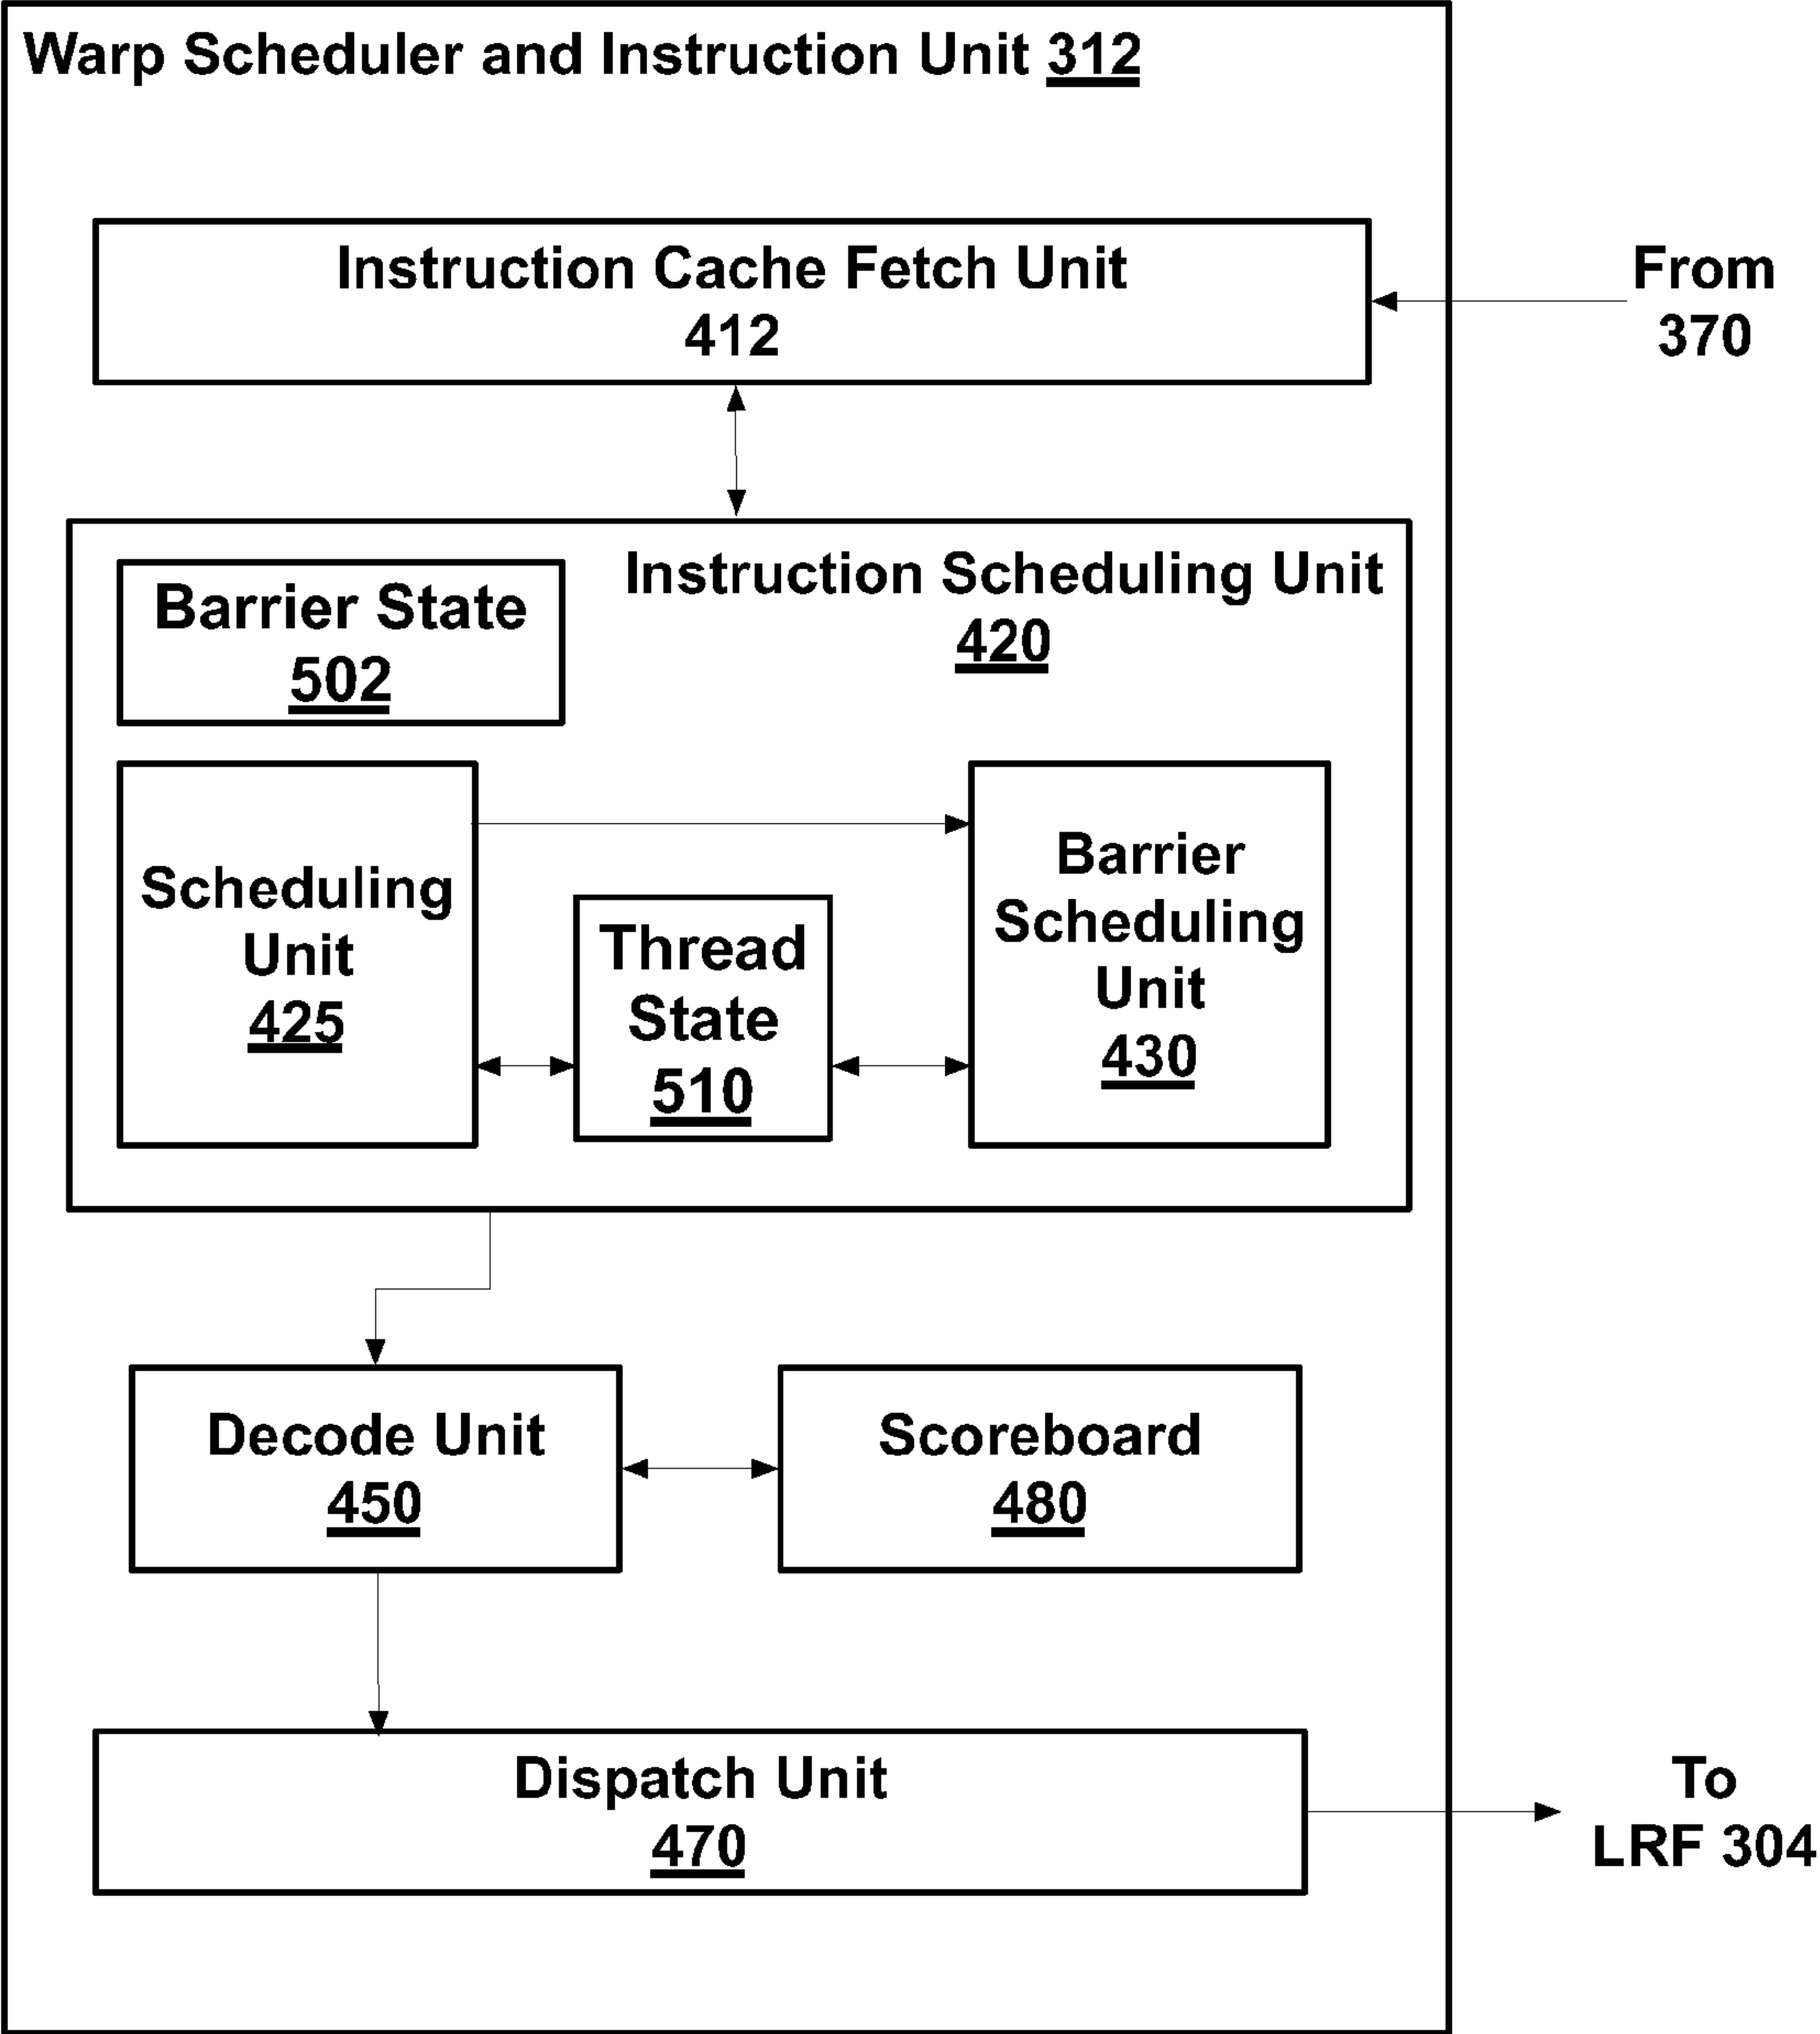 Warp Scheduler and Instruction Unit 312
Instruction Cache Fetch Unit
412
From
370
Instruction Scheduling Unit
420
Barrier State
502
Scheduling
Unit
425
Thread
State
510
Barrier
Scheduling
Unit
430
Decode Unit
450
Scoreboard
480
Dispatch Unit
470
To
LRF 304